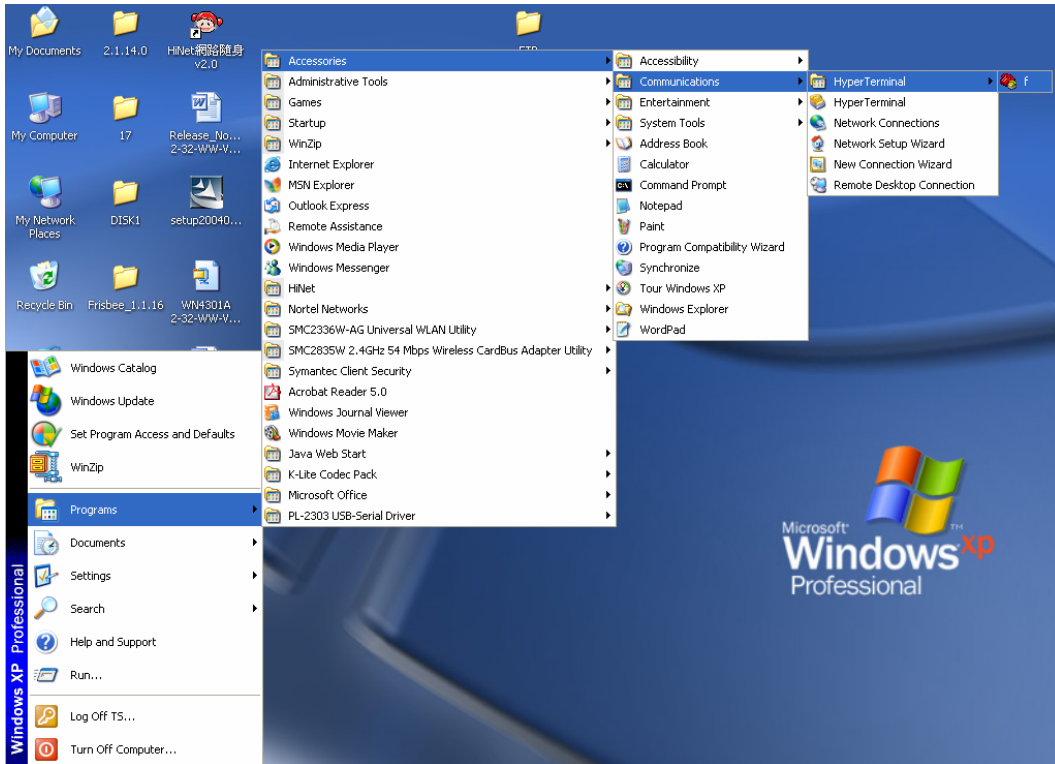 My Documents
2.1.14.0
HiNet網路隨身
v2.0
My Computer
17
Release_No...
2-32-WW-V...
My Network
Places
DISK1
setup20040...
Recycle Bin
Frisbee_1.1.16
WN4301A
2-32-WW-V...
Windows Catalog
Windows Update
Set Program Access and Defaults
WinZip
Programs
Documents
Settings
Search
Help and Support
Run...
Log Off TS...
Turn Off Computer...
Windows XP Professional
Accessories
Administrative Tools
Games
Startup
WinZip
Internet Explorer
MSN Explorer
Outlook Express
Remote Assistance
Windows Media Player
Windows Messenger
HiNet
Nortel Networks
SMC2336W-AG Universal WLAN Utility
SMC2835W 2.4GHz 54 Mbps Wireless CardBus Adapter Utility
Symantec Client Security
Acrobat Reader 5.0
Windows Journal Viewer
Windows Movie Maker
Java Web Start
K-Lite Codec Pack
Microsoft Office
PL-2303 USB-Serial Driver
Accessibility
Communications
Entertainment
System Tools
Address Book
Calculator
Command Prompt
Notepad
Paint
Program Compatibility Wizard
Synchronize
Tour Windows XP
Windows Explorer
WordPad
HyperTerminal
HyperTerminal
Network Connections
Network Setup Wizard
New Connection Wizard
Remote Desktop Connection
f
Microsoft
Windows xp
TM
Professional